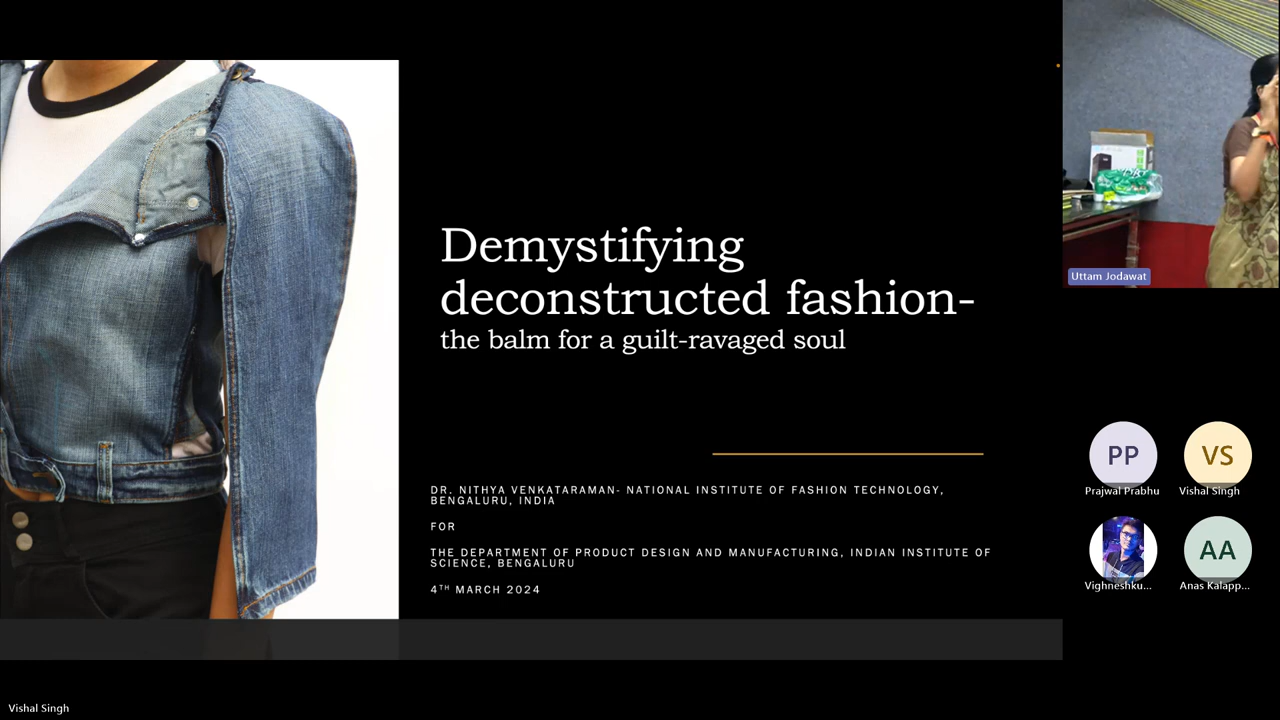 Demystifying
deconstructed fashion-
the balm for a guilt-ravaged soul
DR. NITHYA VENKATARAMAN- NATIONAL INSTITUTE OF FASHION TECHNOLOGY,
BENGALURU, INDIA
FOR
THE DEPARTMENT OF PRODUCT DESIGN AND MANUFACTURING, INDIAN INSTITUTE OF
SCIENCE, BENGALURU
4TH MARCH 2024
Uttam Jodawat
PP
Prajwal Prabhu
VS
Vishal Singh
Vighneshku...
AA
Anas Kalapp...
Vishal Singh